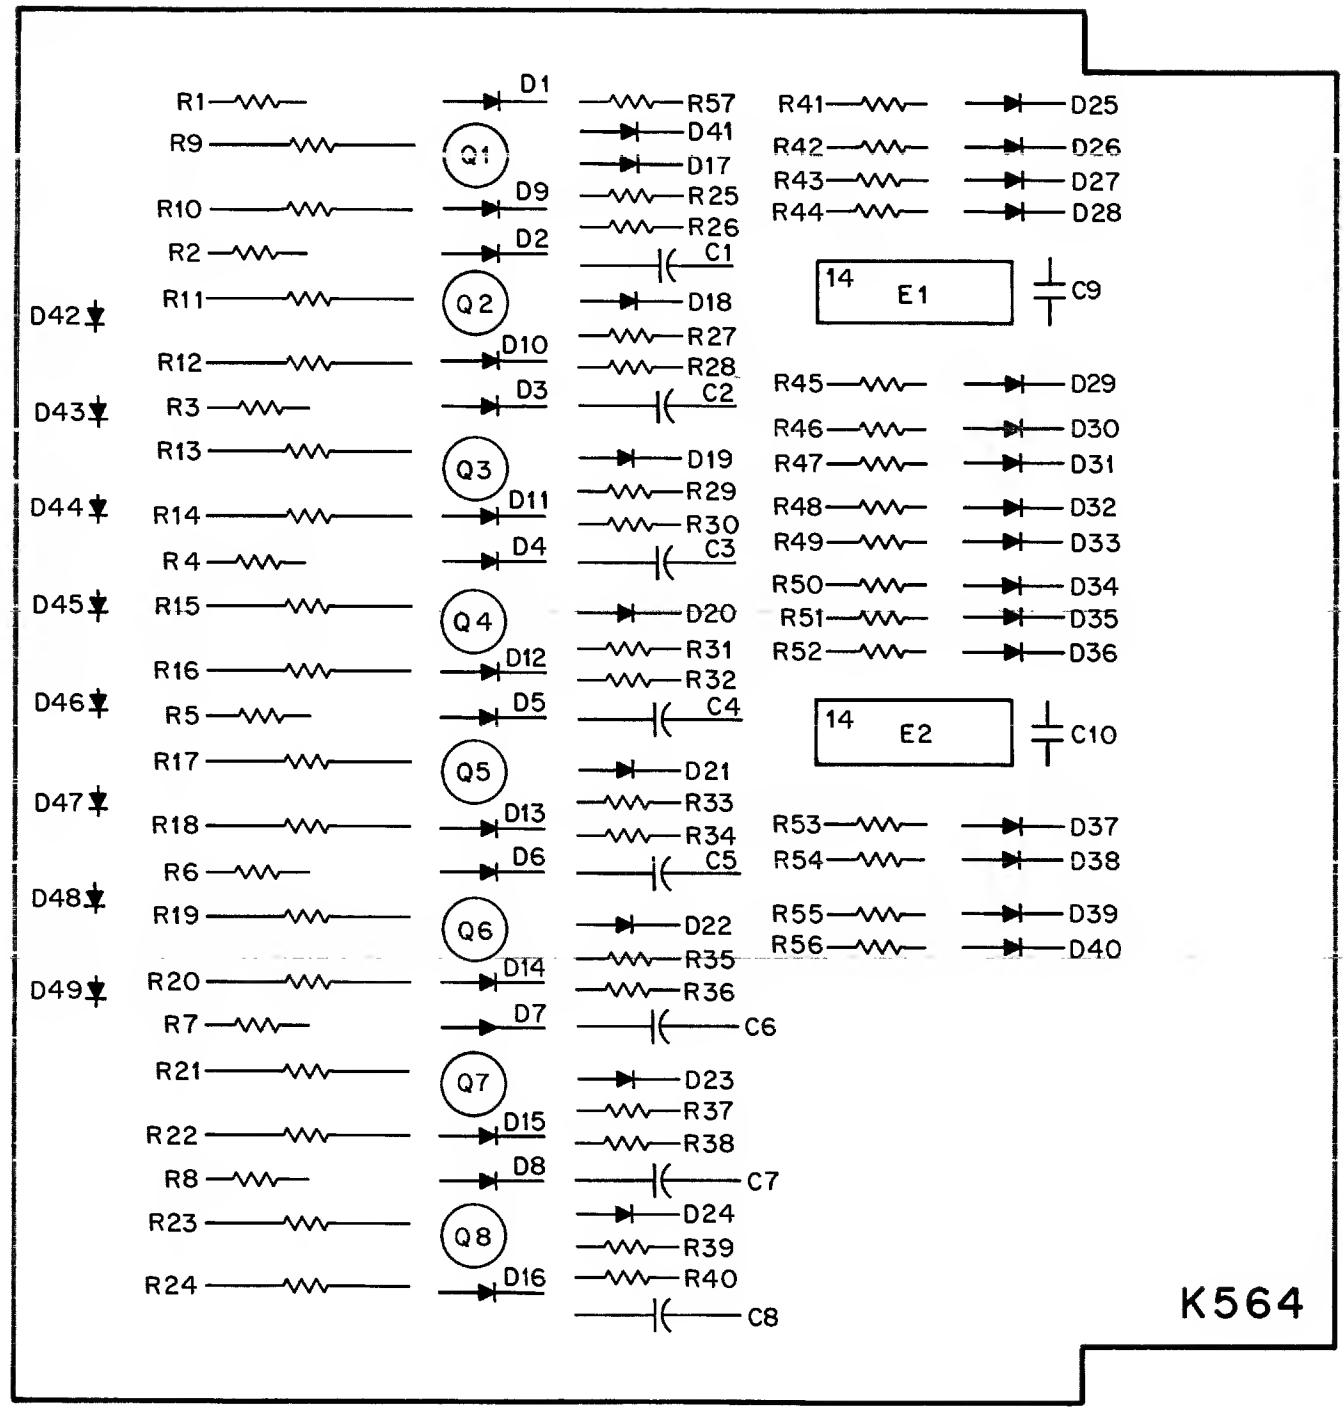 R1 D1 R57 R41 D25
R9 Q1 D41 R42 D26
D17 R43 D27
R10 D9 R25 R44 D28
R2 D2 R26
C1
R11 Q2 D18 14 E1 C9
D42 R27
R12 D10 R28
R45 D29
D43 R3 D3 C2
R46 D30
R13 Q3 D19 R47 D31
D44 R14 D11 R29 R48 D32
R30
R4 D4 C3 R49 D33
R50 D34
D45 R15 Q4 D20 R51 D35
R16 D12 R31 R52 D36
R32
D46 R5 D5 C4 14 E2 C10
R17 Q5 D21
D47 R33
R18 D13 R34 R53 D37
R6 D6 C5 R54 D38
D48 R19 Q6 D22 R55 D39
R35 R56 D40
D49 R20 D14 R36
R7 D7 C6
R21 Q7 D23
R37
R22 D15 R38
R8 D8 C7
R23 Q8 D24
R39
R24 D16 R40
C8
K564